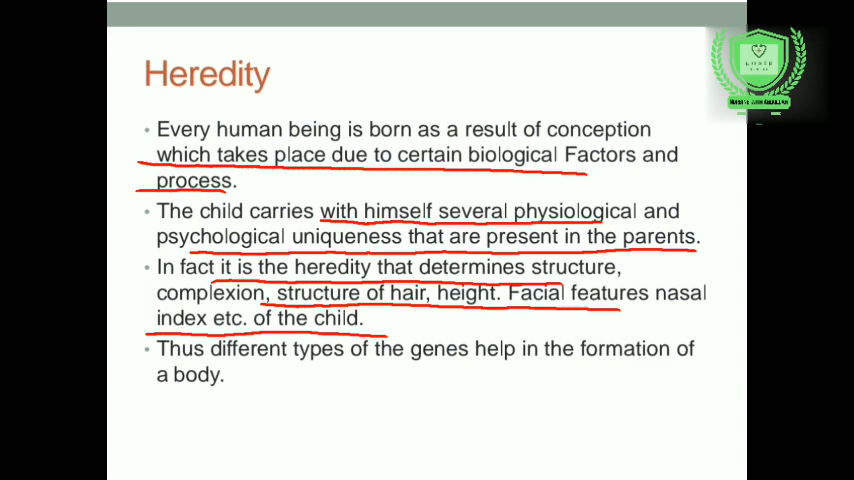 Heredity
• Every human being is born as a result of conception
which takes place due to certain biological Factors and
process.
• The child carries with himself several physiological and
psychological uniqueness that are present in the parents.
• In fact it is the heredity that determines structure,
complexion, structure of hair, height. Facial features nasal
index etc. of the child.
• Thus different types of the genes help in the formation of
a body.